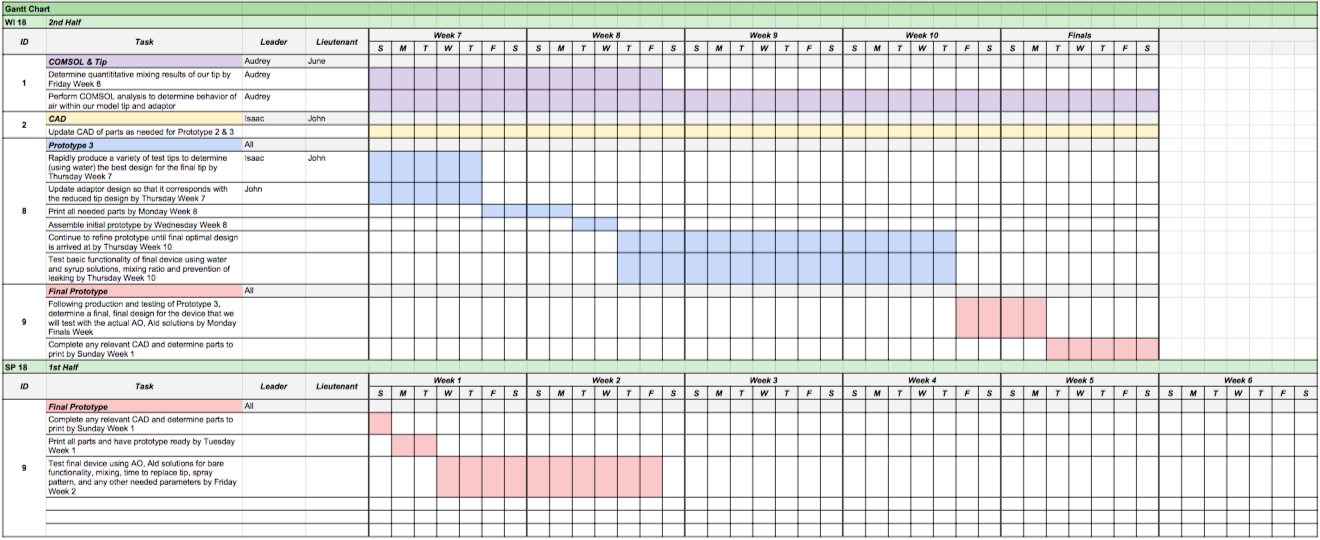 Gantt Chart
WI 18 2nd Half
ID Task Leader Lieutenant Week 7 Week 8 Week 9 Week 10 Finals
S M T W T F S S M T W T F S S M T W T F S S M T W T F S S M T W T F S
COMSOL & Tip Audrey June
1
Determine quantititative mixing results of our tip by Audrey
Friday Week 8
Perform COMSOL analysis to determine behavior of Audrey
air within our model tip and adaptor
2
CAD Isaac John
Update CAD of parts as needed for Prototype 2 & 3
8
Prototype 3 All
Rapidly produce a variety of test tips to determine Isaac John
(using water) the best design for the final tip by
Thursday Week 7
Update adaptor design so that it corresponds with John
the reduced tip design by Thursday Week 7
Print all needed parts by Monday Week 8
Assemble initial prototype by Wednesday Week 8
Continue to refine prototype until final optimal design
is arrived at by Thursday Week 10
Test basic functionality of final device using water
and syrup solutions, mixing ratio and prevention of
leaking by Thursday Week 10
9
Final Prototype All
Following production and testing of Prototype 3,
determine a final, final design for the device that we
will test with the actual AO, Ald solutions by Monday
Finals Week
Complete any relevant CAD and determine parts to
print by Sunday Week 1
SP 18 1st Half
ID Task Leader Lieutenant Week 1 Week 2 Week 3 Week 4 Week 5 Week 6
S M T W T F S S M T W T F S S M T W T F S S M T W T F S S M T W T F S S M T W T F S
9
Final Prototype All
Complete any relevant CAD and determine parts to
print by Sunday Week 1
Print all parts and have prototype ready by Tuesday
Week 1
Test final device using AO, Ald solutions for bare
functionality, mixing, time to replace tip, spray
pattern, and any other needed parameters by Friday
Week 2